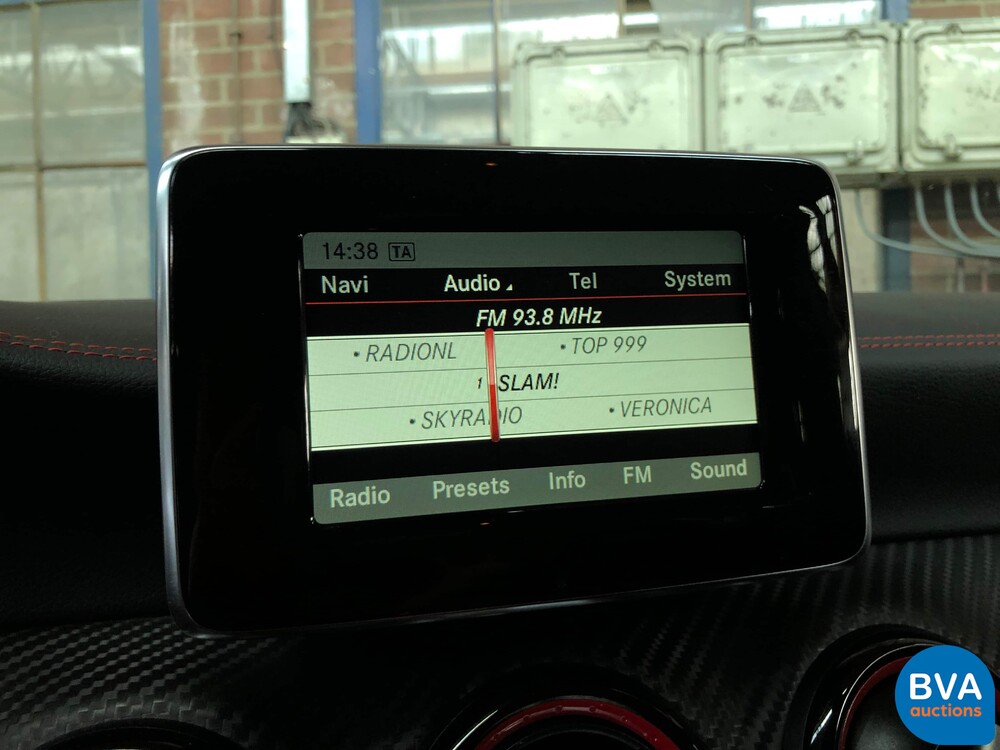 14:38 TA
Navi Audio Tel System
FM 93.8 MHz
• RADIONL • TOP 999
1 SLAM!
• SKYRADIO • VERONICA
Radio Presets Info FM Sound
BVA
auctions